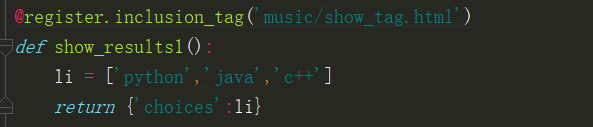 @register.inclusion_tag('music/show_tag.html')
def show_results1():
    li = ['python','java','c++']
    return {'choices':li}